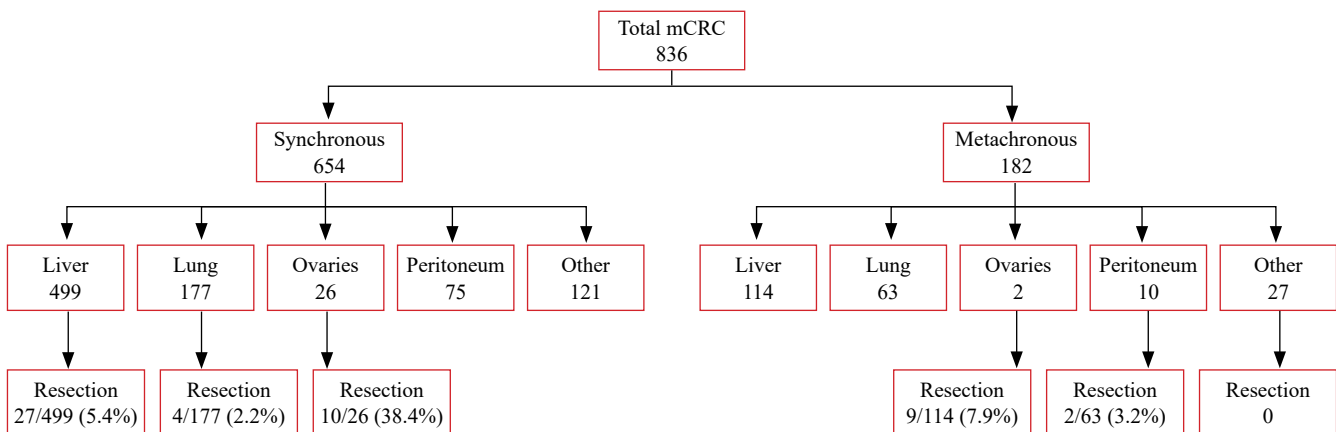 Total mCRC
836
Synchronous
654
Metachronous
182
Liver
499
Lung
177
Ovaries
26
Peritoneum
75
Other
121
Liver
114
Lung
63
Ovaries
2
Peritoneum
10
Other
27
Resection
27/499 (5.4%)
Resection
4/177 (2.2%)
Resection
10/26 (38.4%)
Resection
9/114 (7.9%)
Resection
2/63 (3.2%)
Resection
0